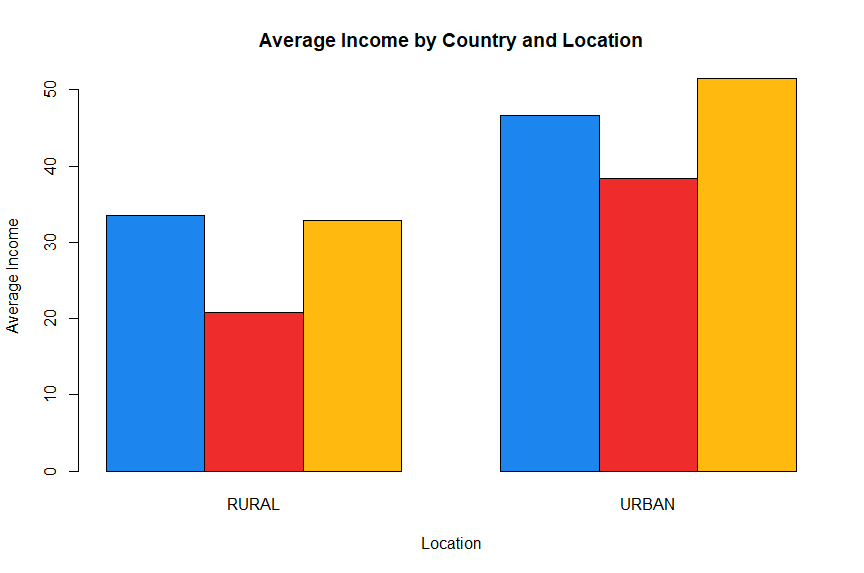 Average Income by Country and Location
Average Income
50
40
30
20
10
0
RURAL
URBAN
Location